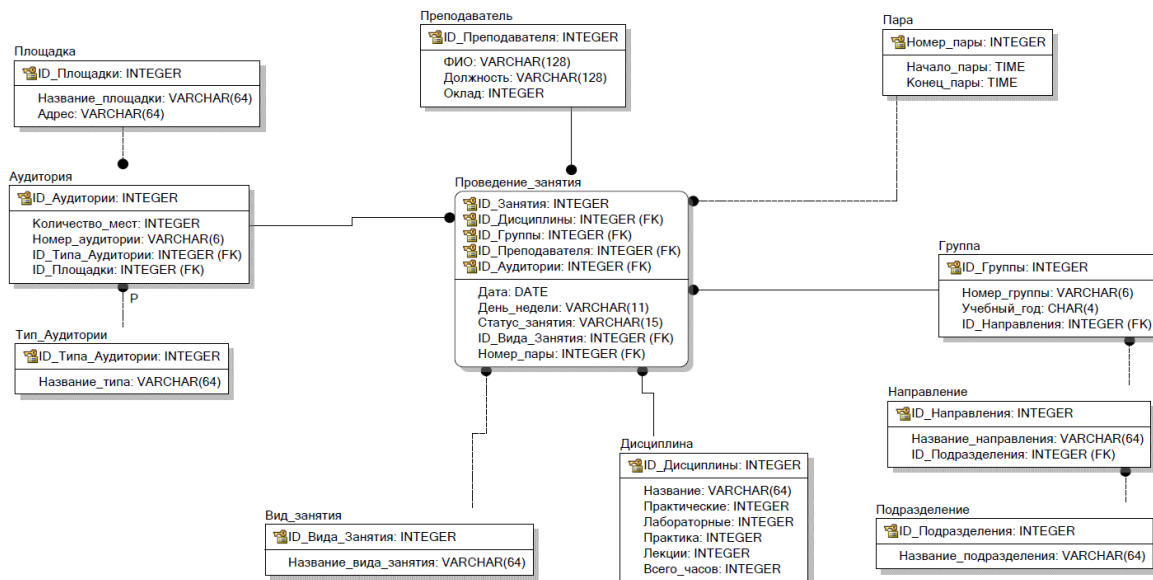 Преподаватель
ID_Преподавателя: INTEGER
ФИО: VARCHAR(128)
Должность: VARCHAR(128)
Оклад: INTEGER
Пара
Номер_пары: INTEGER
Начало_пары: TIME
Конец_пары: TIME
Площадка
ID_Площадки: INTEGER
Название_площадки: VARCHAR(64)
Адрес: VARCHAR(64)
Аудитория
ID_Аудитории: INTEGER
Количество_мест: INTEGER
Номер_аудитории: VARCHAR(6)
ID_Типа_Аудитории: INTEGER (FK)
ID_Площадки: INTEGER (FK)
P
Проведение_занятия
ID_Занятия: INTEGER
ID_Дисциплины: INTEGER (FK)
ID_Группы: INTEGER (FK)
ID_Преподавателя: INTEGER (FK)
ID_Аудитории: INTEGER (FK)
Дата: DATE
День_недели: VARCHAR(11)
Статус_занятия: VARCHAR(15)
ID_Вида_Занятия: INTEGER (FK)
Номер_пары: INTEGER (FK)
Группа
ID_Группы: INTEGER
Номер_группы: VARCHAR(6)
Учебный_год: CHAR(4)
ID_Направления: INTEGER (FK)
Тип_Аудитории
ID_Типа_Аудитории: INTEGER
Название_типа: VARCHAR(64)
Направление
ID_Направления: INTEGER
Название_направления: VARCHAR(64)
ID_Подразделения: INTEGER (FK)
Дисциплина
ID_Дисциплины: INTEGER
Название: VARCHAR(64)
Практические: INTEGER
Лабораторные: INTEGER
Практика: INTEGER
Лекции: INTEGER
Всего_часов: INTEGER
Вид_занятия
ID_Вида_Занятия: INTEGER
Название_вида_занятия: VARCHAR(64)
Подразделение
ID_Подразделения: INTEGER
Название_подразделения: VARCHAR(64)